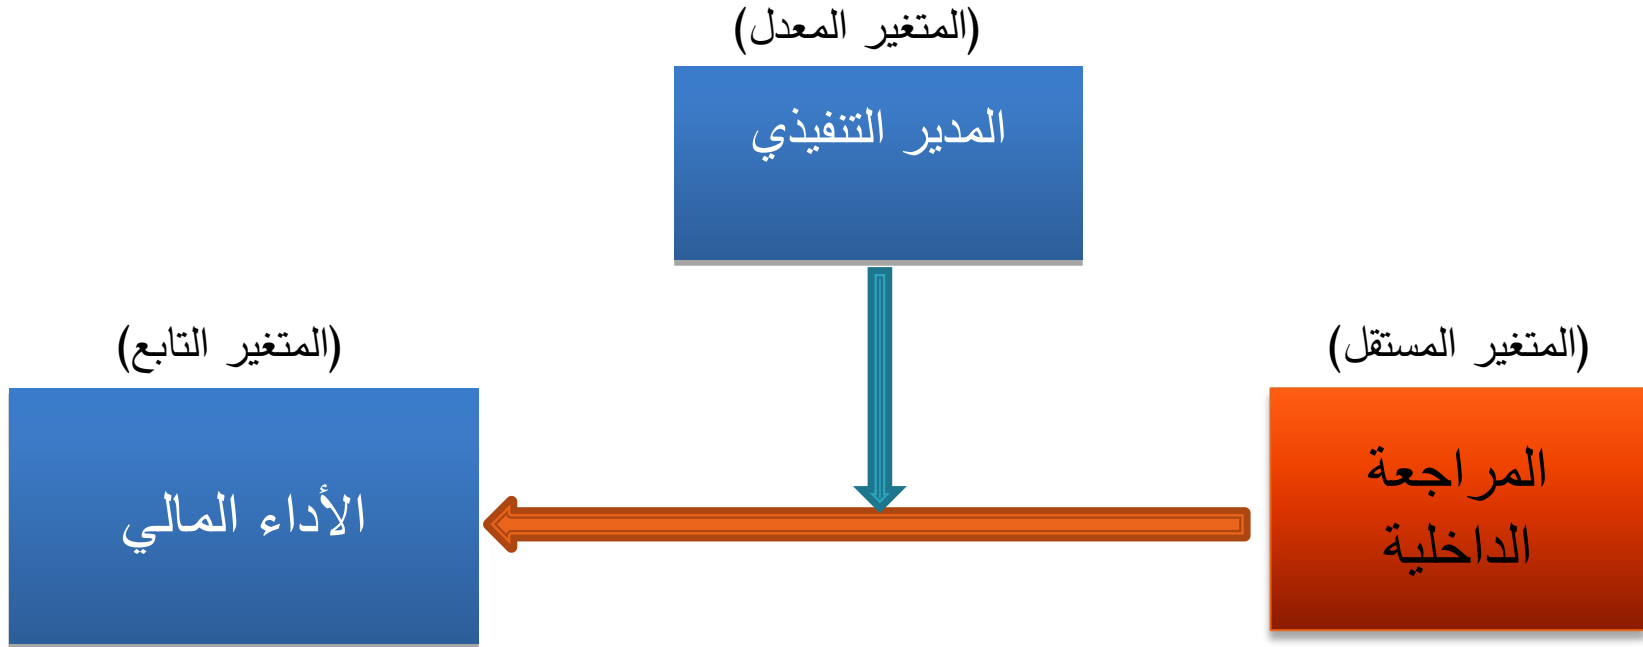 (المتغير المعدل)
المدير التنفيذي
(المتغير المستقل)
(المتغير التابع)
المراجعة
الداخلية
الأداء المالي